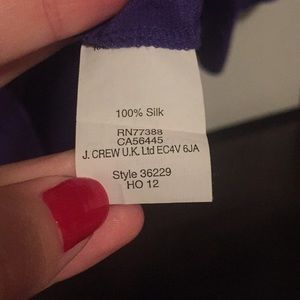 100% Silk
RN77388
CA56445
J. CREW U.K. Ltd EC4V 6JA
Style 36229
HO 12